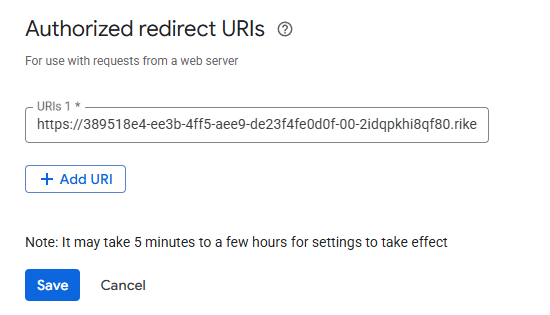 Authorized redirect URIs
For use with requests from a web server
URIs 1 *
https://389518e4-ee3b-4ff5-aee9-de23f4fe0d0f-00-2idqpkhi8qf80.rike
+ Add URI
Note: It may take 5 minutes to a few hours for settings to take effect
Save Cancel